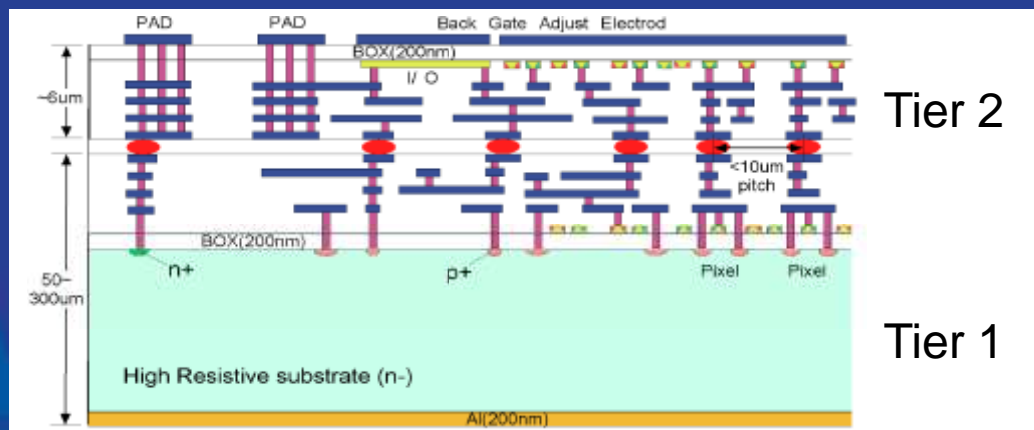 PAD
PAD
Back Gate Adjust Electrod
BOX(200nm)
I/ O
~6um
Tier 2
<10um
pitch
BOX(200nm)
n+
p+
Pixel
Pixel
50~
300um
Tier 1
High Resistive substrate (n-)
Al(200nm)